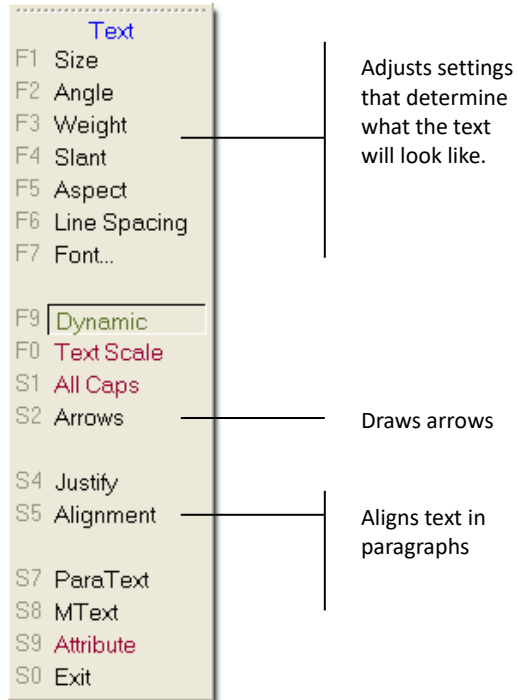 Text
F1 Size
F2 Angle
F3 Weight
F4 Slant
F5 Aspect
F6 Line Spacing
F7 Font...
F9 Dynamic
F0 Text Scale
S1 All Caps
S2 Arrows
S4 Justify
S5 Alignment
S7 ParaText
S8 MText
S9 Attribute
S0 Exit
Adjusts settings
that determine
what the text
will look like.
Draws arrows
Aligns text in
paragraphs